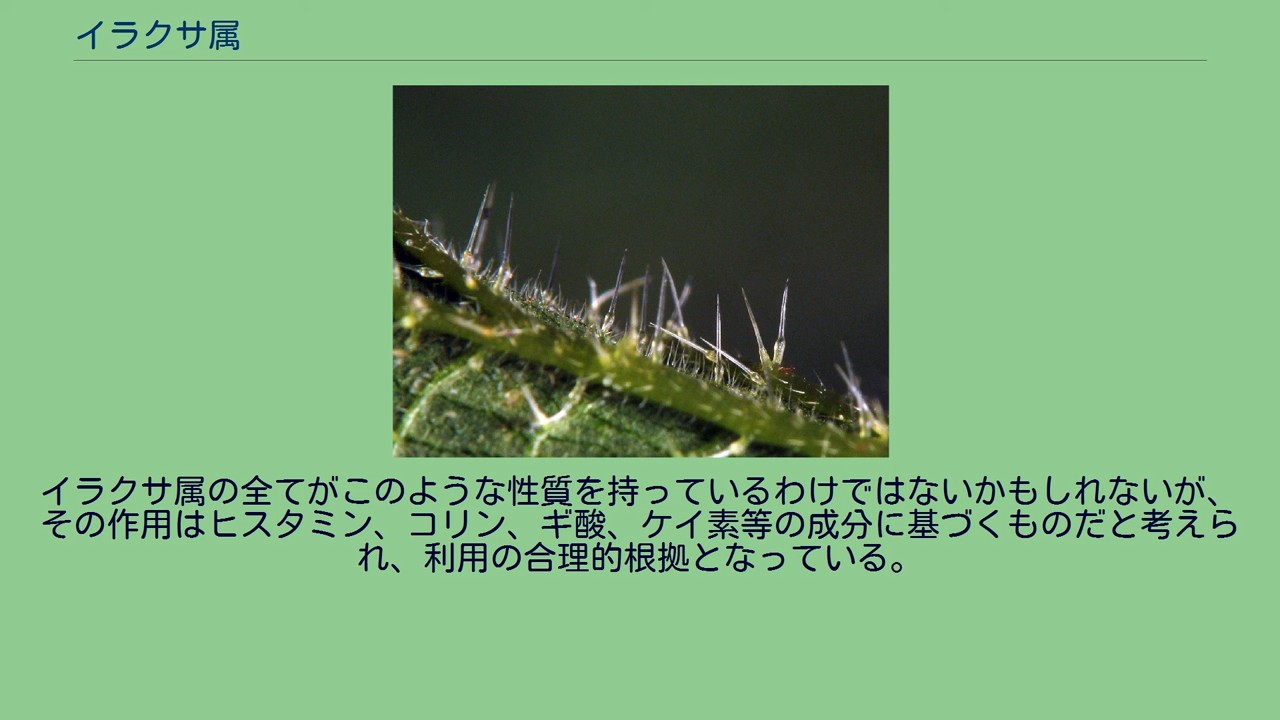 イラクサ属
イラクサ属の全てがこのような性質を持っているわけではないかもしれないが、
その作用はヒスタミン、コリン、ギ酸、ケイ素等の成分に基づくものだと考えら
れ、利用の合理的根拠となっている。